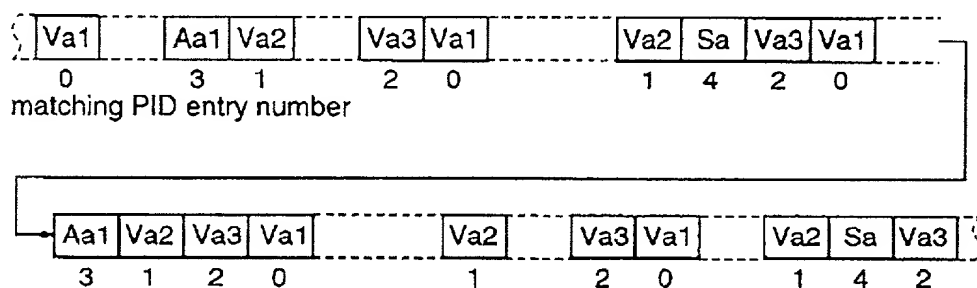 Va1 Aa1 Va2 Va3 Va1 Va2 Sa Va3 Va1
0 3 1 2 0 1 4 2 0
matching PID entry number
Aa1 Va2 Va3 Va1 Va2 Va3 Va1 Va2 Sa Va3
3 1 2 0 1 2 0 1 4 2